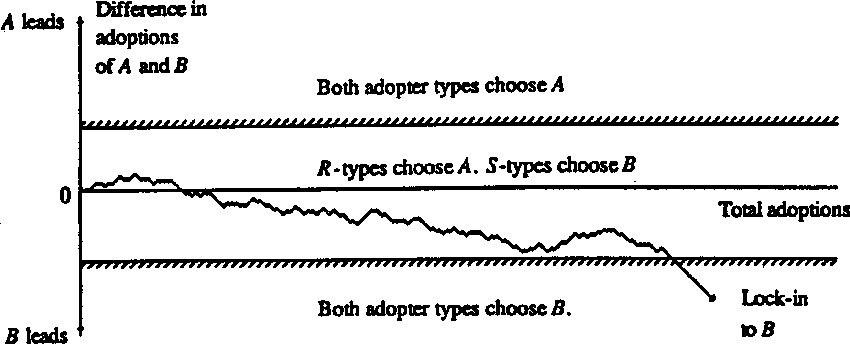 A leads
Difference in
adoptions
of A and B
Both adopter types choose A
R-types choose A. S-types choose B
0
Total adoptions
Both adopter types choose B.
Lock-in
to B
B leads